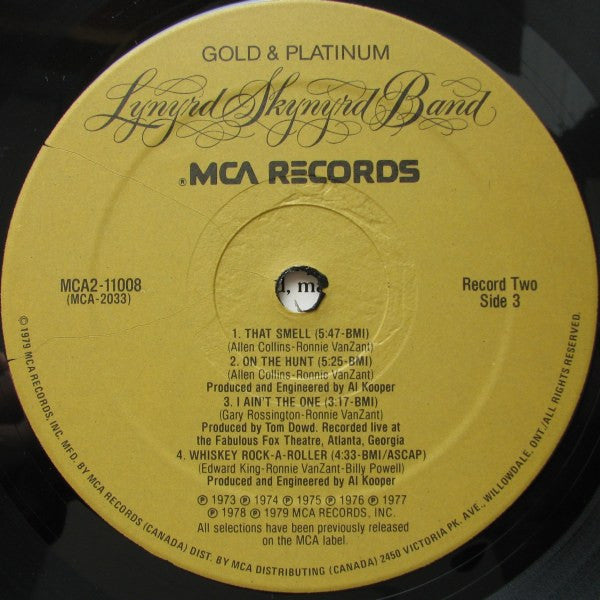 GOLD & PLATINUM
Lynyrd Skynyrd Band
® MCA RECORDS
MCA2-11008
(MCA-2033)
Record Two
Side 3
d, ma
1. THAT SMELL (5:47-BMI)
(Allen Collins-Ronnie VanZant)
2. ON THE HUNT (5:25-BMI)
(Allen Collins-Ronnie VanZant)
Produced and Engineered by Al Kooper
3. I AIN'T THE ONE (3:17-BMI)
(Gary Rossington-Ronnie VanZant)
Produced by Tom Dowd. Recorded live at
the Fabulous Fox Theatre, Atlanta, Georgia
4. WHISKEY ROCK-A-ROLLER (4:33-BMI/ASCAP)
(Edward King-Ronnie VanZant-Billy Powell)
Produced and Engineered by Al Kooper
℗ 1973 ℗ 1974 ℗ 1975 ℗ 1976 ℗ 1977
℗ 1978 ℗ 1979 MCA RECORDS, INC.
All selections have been previously released
on the MCA label.
© 1979 MCA RECORDS, INC. MFD. BY MCA RECORDS (CANADA) DIST. BY MCA DISTRIBUTING (CANADA) 2450 VICTORIA PK. AVE., WILLOWDALE, ONT./ALL RIGHTS RESERVED.